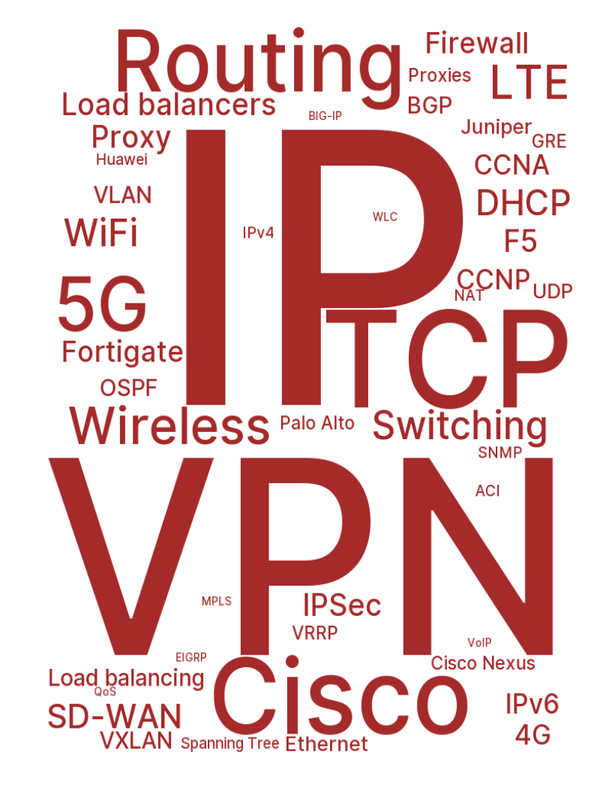 Routing
Firewall
Proxies
LTE
Load balancers
BGP
BIG-IP
Proxy
Juniper
GRE
Huawei
CCNA
IP
VLAN
DHCP
WiFi
IPv4
WLC
F5
5G
CCNP
NAT
UDP
TCP
Fortigate
OSPF
Wireless
Palo Alto
Switching
SNMP
VPN
ACI
MPLS
IPSec
VRRP
VoIP
EIGRP
Cisco Nexus
Load balancing
QoS
Cisco
SD-WAN
IPv6
VXLAN
Spanning Tree
Ethernet
4G